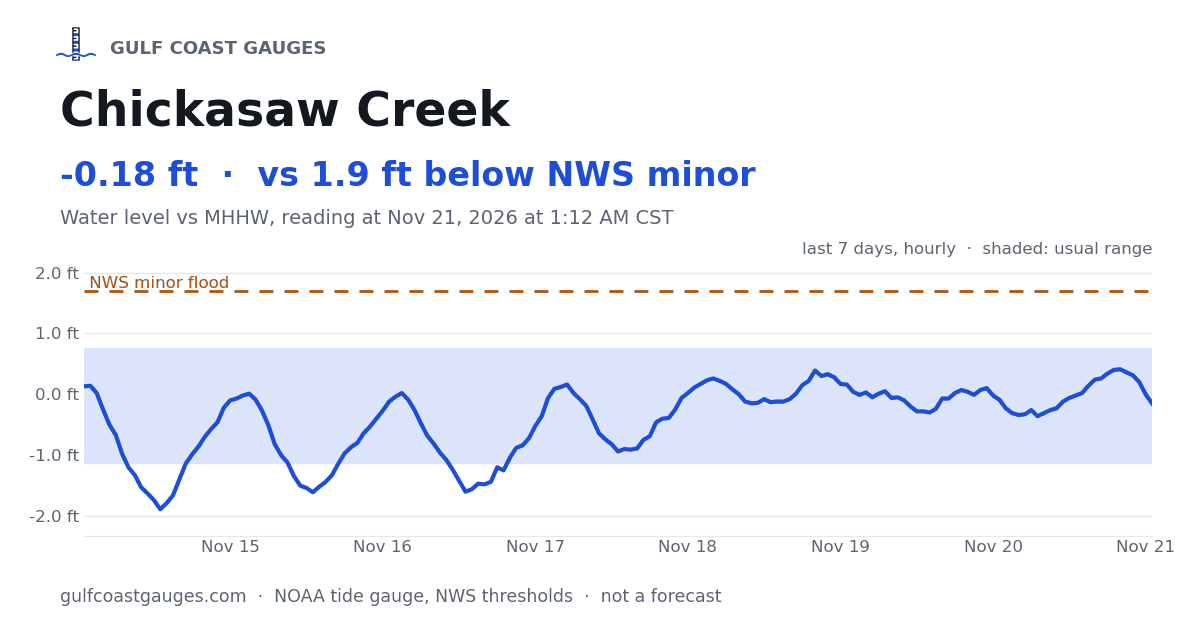 GULF COAST GAUGES
Chickasaw Creek
-0.18 ft · vs 1.9 ft below NWS minor
Water level vs MHHW, reading at Nov 21, 2026 at 1:12 AM CST
last 7 days, hourly · shaded: usual range
2.0 ft
NWS minor flood
1.0 ft
0.0 ft
-1.0 ft
-2.0 ft
Nov 15 Nov 16 Nov 17 Nov 18 Nov 19 Nov 20 Nov 21
gulfcoastgauges.com · NOAA tide gauge, NWS thresholds · not a forecast